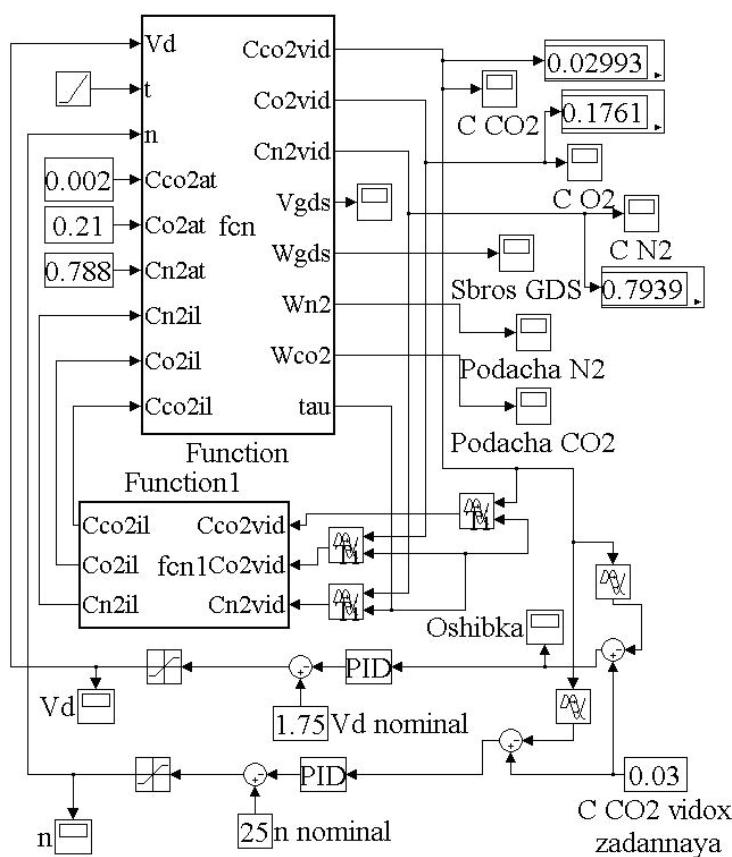 Vd
t
n
Cco2at
Co2at
Cn2at
Cn2il
Co2il
Cco2il
fcn
Cco2vid
Co2vid
Cn2vid
Vgds
Wgds
Wn2
Wco2
tau
0.002
0.21
0.788
0.02993
C CO2
0.1761
C O2
C N2
0.7939
Sbros GDS
Podacha N2
Podacha CO2
Function
Function1
Cco2il
Co2il
Cn2il
fcn1
Cco2vid
Co2vid
Cn2vid
Ti
Ti
Ti
Oshibka
PID
1.75
Vd nominal
Vd
PID
25
n nominal
n
0.03
C CO2 vidox
zadannaya